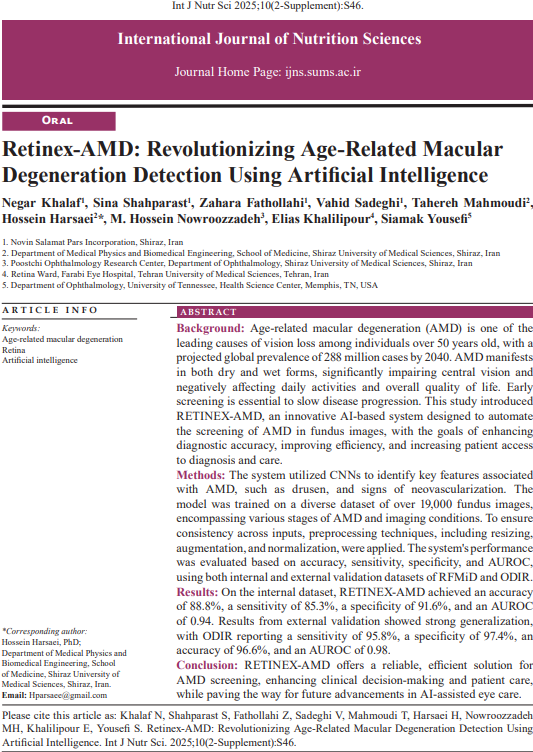 Int J Nutr Sci 2025;10(2-Supplement):S46.
International Journal of Nutrition Sciences
Journal Home Page: ijns.sums.ac.ir
Oral
Retinex-AMD: Revolutionizing Age-Related Macular
Degeneration Detection Using Artificial Intelligence
Negar Khalaf¹, Sina Shahparast¹, Zahara Fathollahi¹, Vahid Sadeghi¹, Tahereh Mahmoudi²,
Hossein Harsaei²*, M. Hossein Nowroozzadeh³, Elias Khalilipour⁴, Siamak Yousefi⁵
1. Novin Salamat Pars Incorporation, Shiraz, Iran
2. Department of Medical Physics and Biomedical Engineering, School of Medicine, Shiraz University of Medical Sciences, Shiraz, Iran
3. Poostchi Ophthalmology Research Center, Department of Ophthalmology, Shiraz University of Medical Sciences, Shiraz, Iran
4. Retina Ward, Farabi Eye Hospital, Tehran University of Medical Sciences, Tehran, Iran
5. Department of Ophthalmology, University of Tennessee, Health Science Center, Memphis, TN, USA
ARTICLE INFO
Keywords:
Age-related macular degeneration
Retina
Artificial intelligence
*Corresponding author:
Hossein Harsaei, PhD;
Department of Medical Physics and
Biomedical Engineering, School
of Medicine, Shiraz University of
Medical Sciences, Shiraz, Iran.
Email: Hparsaee@gmail.com
ABSTRACT
Background: Age-related macular degeneration (AMD) is one of the
leading causes of vision loss among individuals over 50 years old, with a
projected global prevalence of 288 million cases by 2040. AMD manifests
in both dry and wet forms, significantly impairing central vision and
negatively affecting daily activities and overall quality of life. Early
screening is essential to slow disease progression. This study introduced
RETINEX-AMD, an innovative AI-based system designed to automate
the screening of AMD in fundus images, with the goals of enhancing
diagnostic accuracy, improving efficiency, and increasing patient access
to diagnosis and care.
Methods: The system utilized CNNs to identify key features associated
with AMD, such as drusen, and signs of neovascularization. The
model was trained on a diverse dataset of over 19,000 fundus images,
encompassing various stages of AMD and imaging conditions. To ensure
consistency across inputs, preprocessing techniques, including resizing,
augmentation, and normalization, were applied. The system's performance
was evaluated based on accuracy, sensitivity, specificity, and AUROC,
using both internal and external validation datasets of RFMiD and ODIR.
Results: On the internal dataset, RETINEX-AMD achieved an accuracy
of 88.8%, a sensitivity of 85.3%, a specificity of 91.6%, and an AUROC
of 0.94. Results from external validation showed strong generalization,
with ODIR reporting a sensitivity of 95.8%, a specificity of 97.4%, an
accuracy of 96.6%, and an AUROC of 0.98.
Conclusion: RETINEX-AMD offers a reliable, efficient solution for
AMD screening, enhancing clinical decision-making and patient care,
while paving the way for future advancements in AI-assisted eye care.
Please cite this article as: Khalaf N, Shahparast S, Fathollahi Z, Sadeghi V, Mahmoudi T, Harsaei H, Nowroozzadeh
MH, Khalilipour E, Yousefi S. Retinex-AMD: Revolutionizing Age-Related Macular Degeneration Detection Using
Artificial Intelligence. Int J Nutr Sci. 2025;10(2-Supplement):S46.